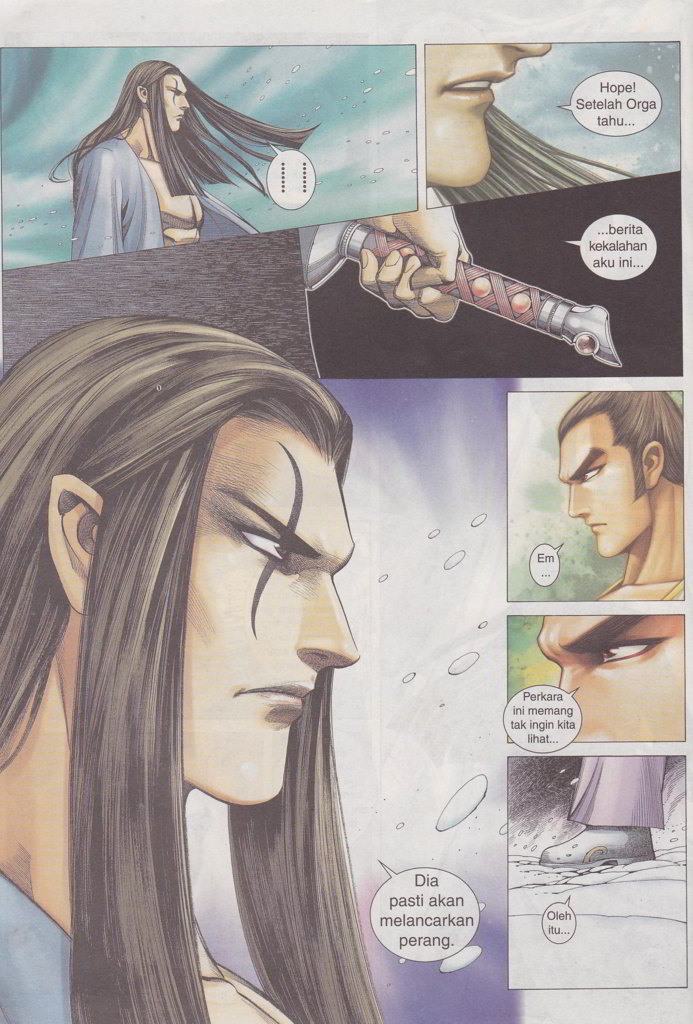 Hope!
Setelah Orga
tahu...
...berita
kekalahan
aku ini...
Dia
pasti akan
melancarkan
perang.
Em
...
Perkara
ini memang
tak ingin kita
lihat...
Oleh
itu...